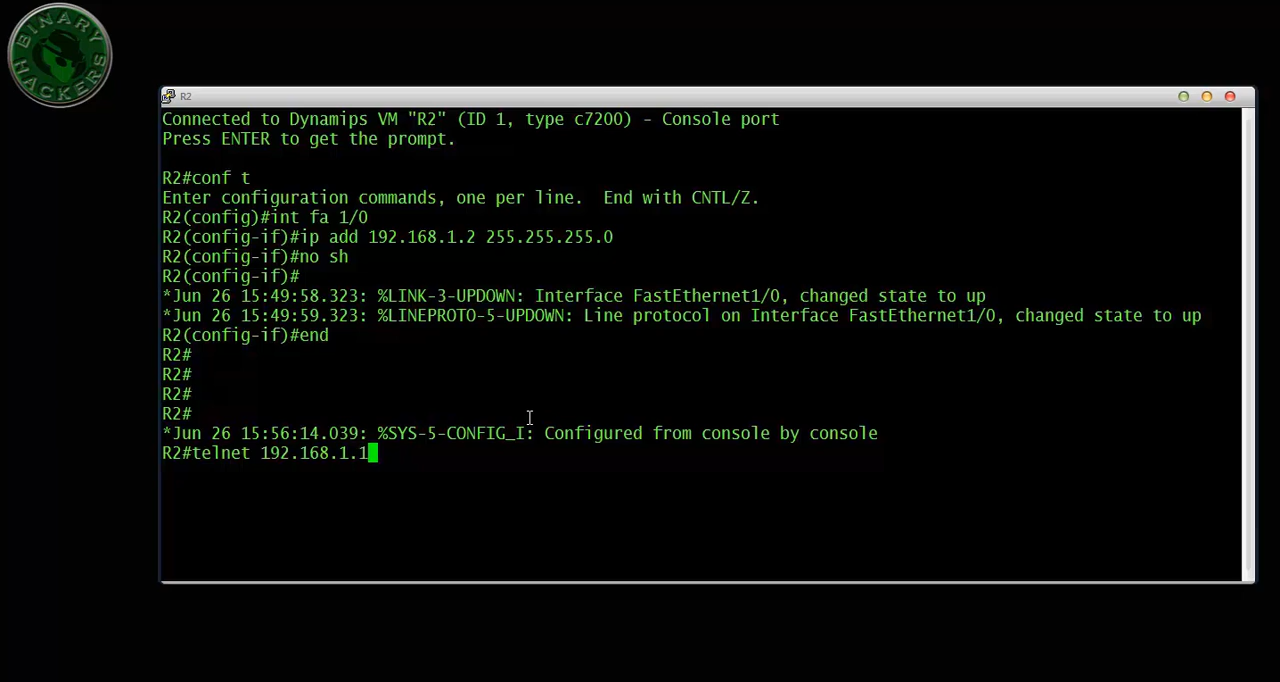 BINARY
HACKERS
R2
Connected to Dynamips VM "R2" (ID 1, type c7200) - Console port
Press ENTER to get the prompt.
R2#conf t
Enter configuration commands, one per line.  End with CNTL/Z.
R2(config)#int fa 1/0
R2(config-if)#ip add 192.168.1.2 255.255.255.0
R2(config-if)#no sh
R2(config-if)#
*Jun 26 15:49:58.323: %LINK-3-UPDOWN: Interface FastEthernet1/0, changed state to up
*Jun 26 15:49:59.323: %LINEPROTO-5-UPDOWN: Line protocol on Interface FastEthernet1/0, changed state to up
R2(config-if)#end
R2#
R2#
R2#
R2#
*Jun 26 15:56:14.039: %SYS-5-CONFIG_I: Configured from console by console
R2#telnet 192.168.1.1